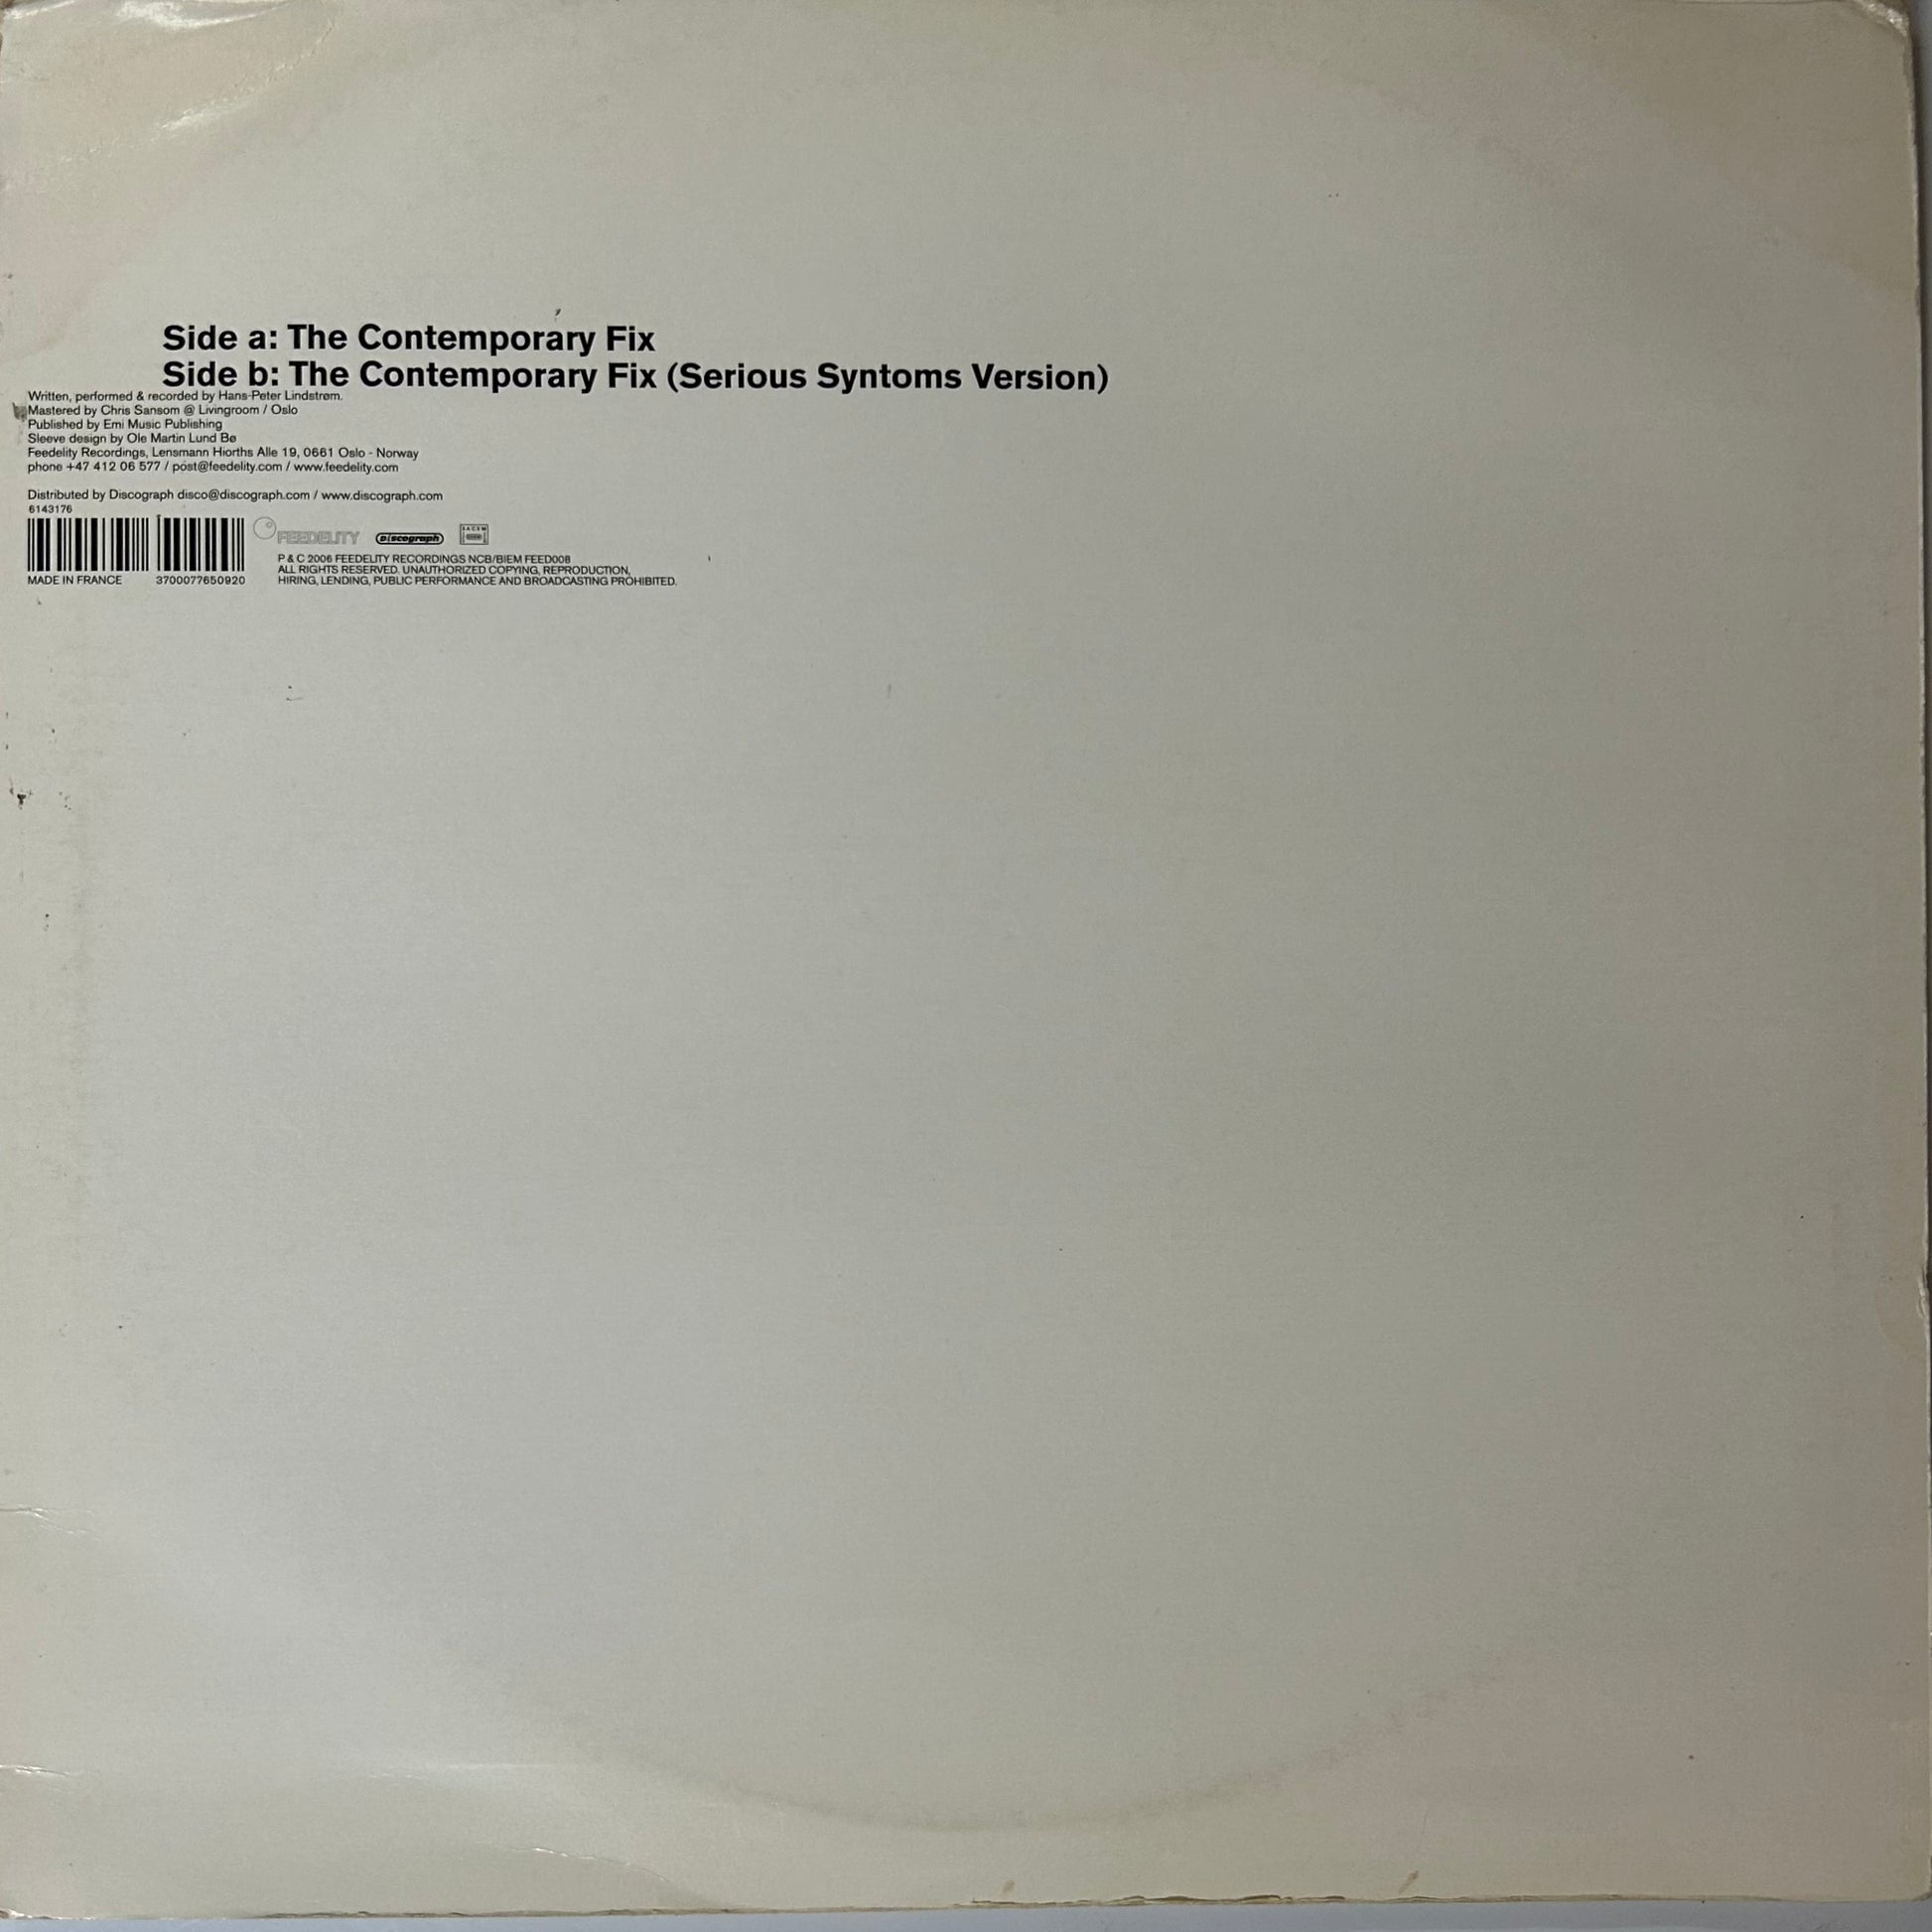 Side a: The Contemporary Fix
Side b: The Contemporary Fix (Serious Syntoms Version)
Written, performed & recorded by Hans-Peter Lindstrøm.
Mastered by Chris Sansom @ Livingroom / Oslo
Published by Emi Music Publishing
Sleeve design by Ole Martin Lund Bø
Feedelity Recordings, Lensmann Hiorths Alle 19, 0661 Oslo - Norway
phone +47 412 06 577 / post@feedelity.com / www.feedelity.com
Distributed by Discograph disco@discograph.com / www.discograph.com
6143176
FEEDELITY Discograph SACEM
P & C 2006 FEEDELITY RECORDINGS NCB/BIEM FEED008
ALL RIGHTS RESERVED. UNAUTHORIZED COPYING, REPRODUCTION,
HIRING, LENDING, PUBLIC PERFORMANCE AND BROADCASTING PROHIBITED.
MADE IN FRANCE 3700077650920